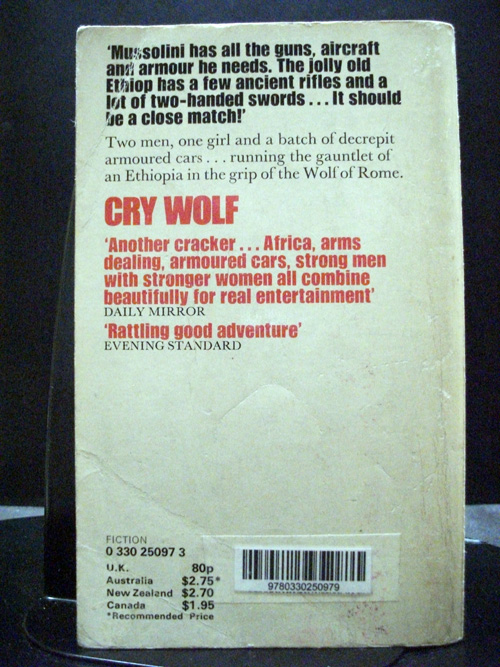 'Mussolini has all the guns, aircraft
and armour he needs. The jolly old
Ethiop has a few ancient rifles and a
lot of two-handed swords . . . It should
be a close match!'
Two men, one girl and a batch of decrepit
armoured cars . . . running the gauntlet of
an Ethiopia in the grip of the Wolf of Rome.
CRY WOLF
'Another cracker . . . Africa, arms
dealing, armoured cars, strong men
with stronger women all combine
beautifully for real entertainment'
DAILY MIRROR
'Rattling good adventure'
EVENING STANDARD
FICTION
0 330 25097 3
U.K. 80p
Australia $2.75*
New Zealand $2.70
Canada $1.95
*Recommended Price
9780330250979